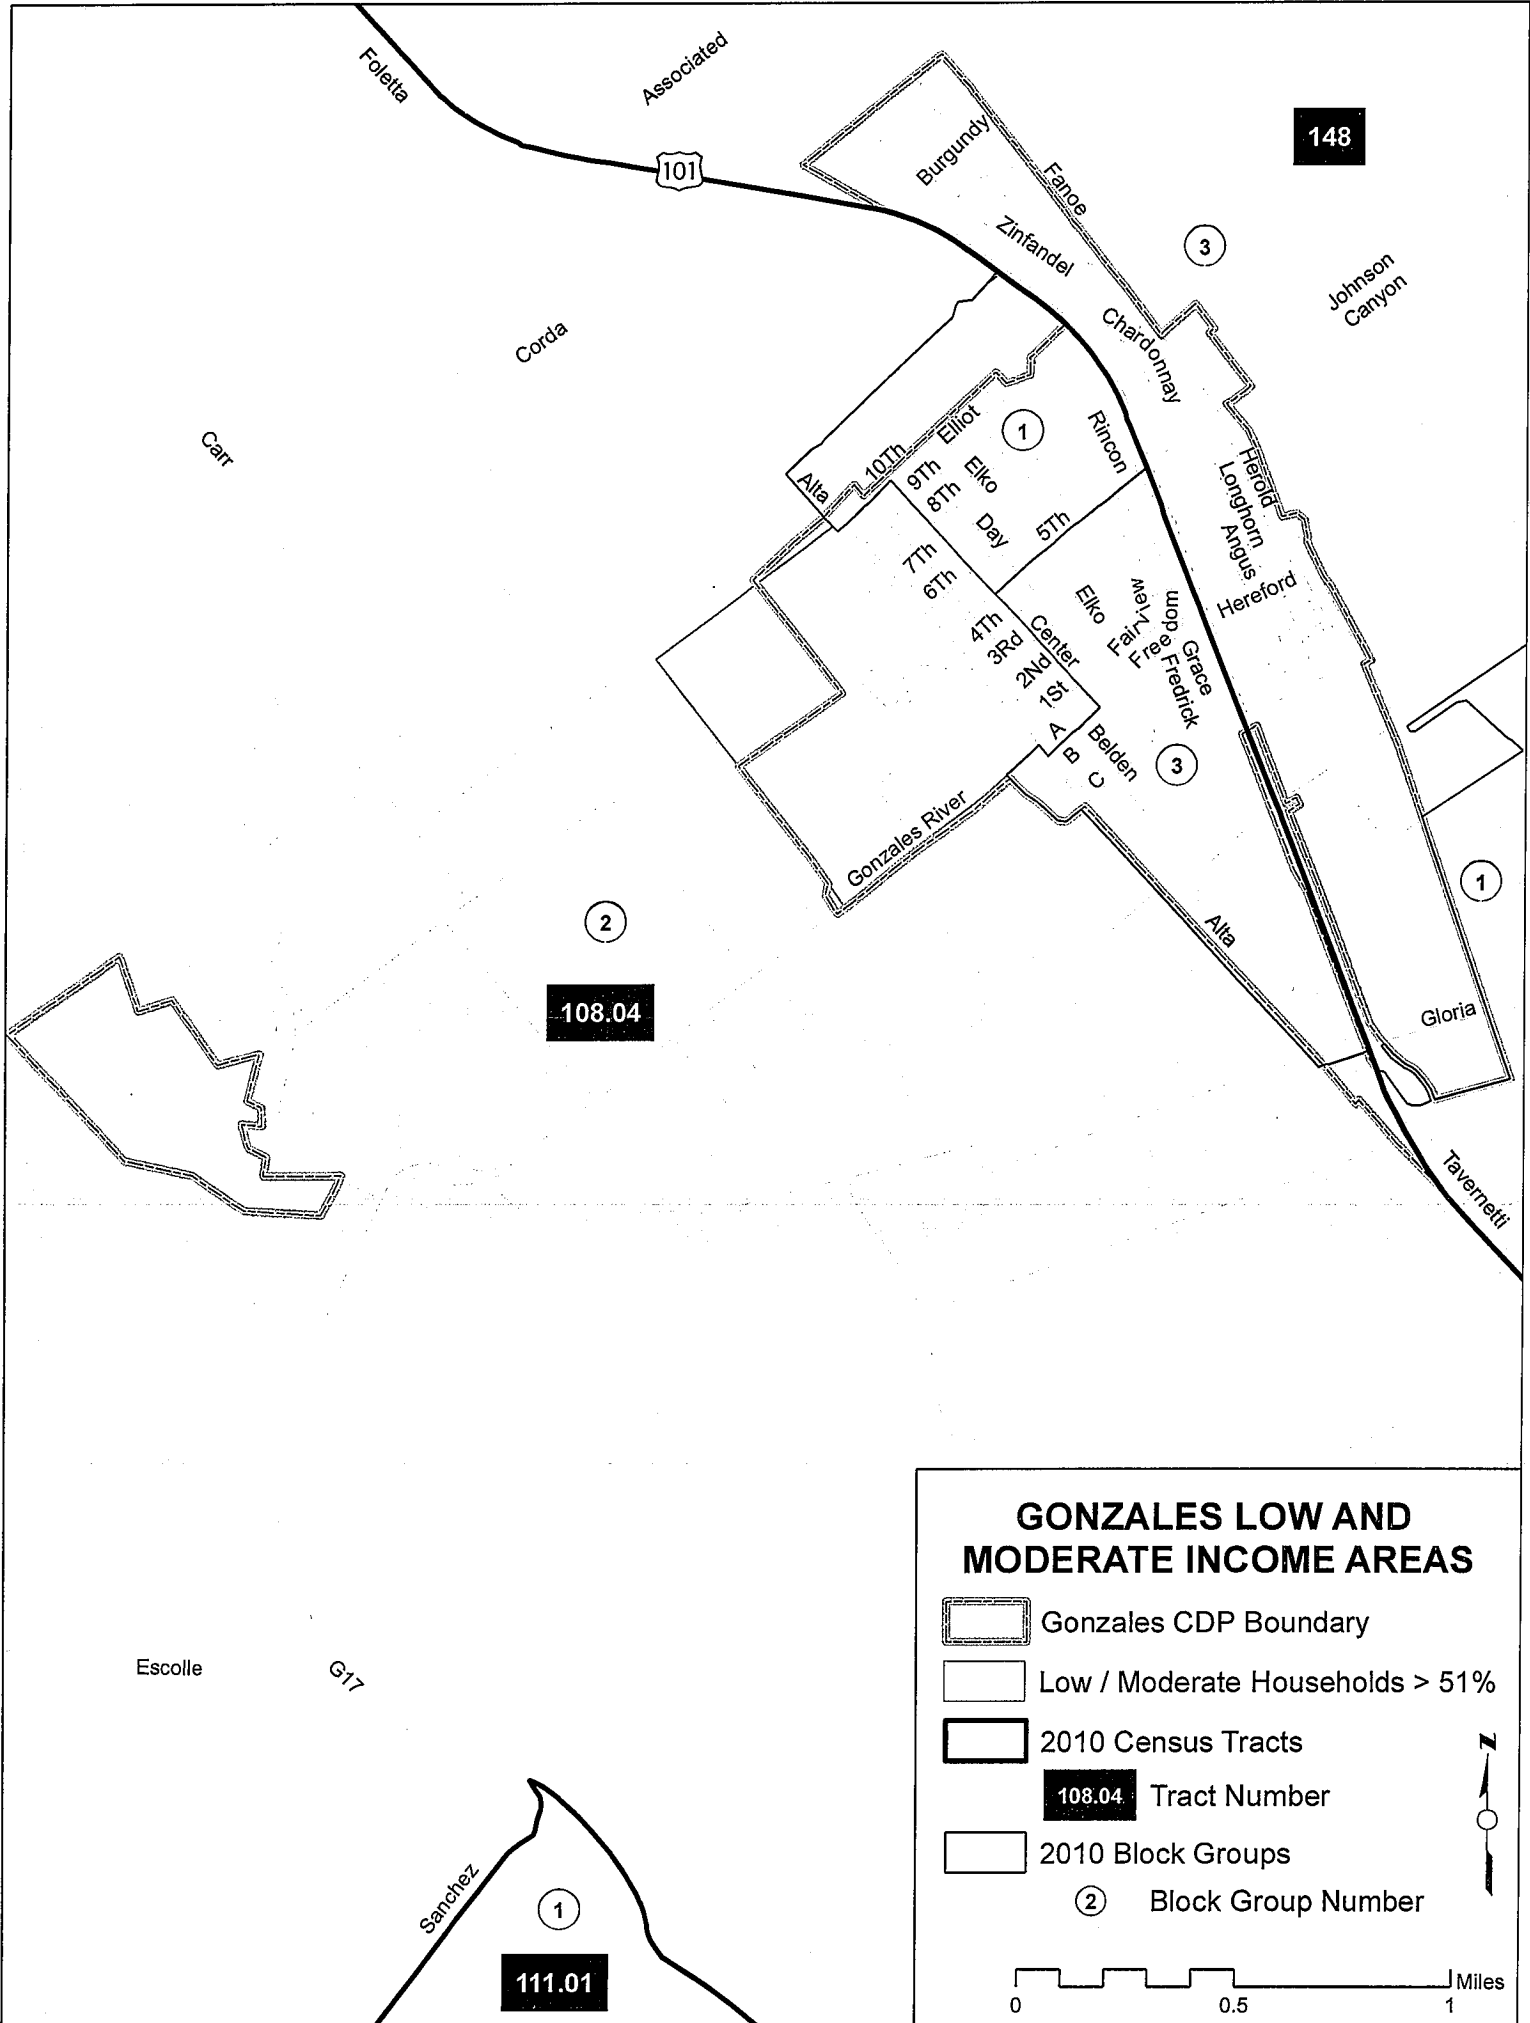 Foletta
Associated
101
Burgundy
Fanoe
148
Zinfandel
3
Johnson
Canyon
Chardonnay
Corda
Carr
Elliot
1
Rincon
10Th
Alta
9Th
Elko
8Th
Day
5Th
Herold
Longhorn
Angus
Hereford
7Th
6Th
Elko
Fairview
Freedom
Grace
Fredrick
4Th
Center
3Rd
2Nd
1St
A
B
C
Belden
3
Gonzales River
1
2
Alta
108.04
Gloria
Tavernetti
GONZALES LOW AND
MODERATE INCOME AREAS
Gonzales CDP Boundary
Low / Moderate Households > 51%
2010 Census Tracts
108.04 Tract Number
2010 Block Groups
2 Block Group Number
Z
Miles
0 0.5 1
Escolle
G17
Sanchez
1
111.01